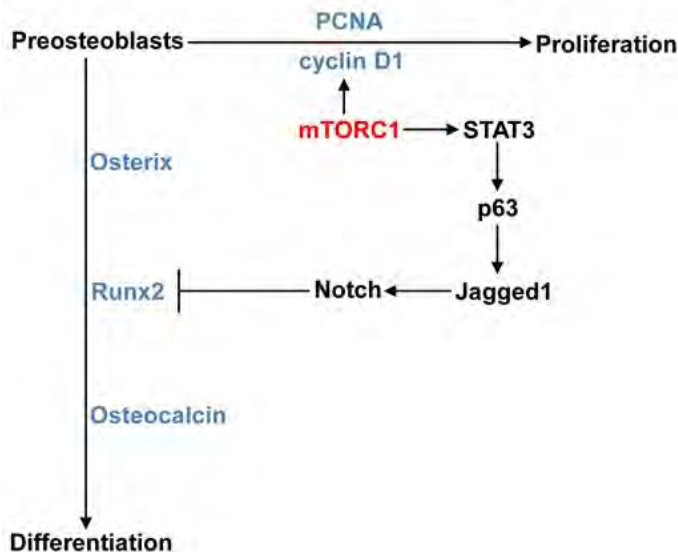 PCNA
Preosteoblasts
Proliferation
cyclin D1
mTORC1
STAT3
Osterix
p63
Runx2
Notch
Jagged1
Osteocalcin
Differentiation